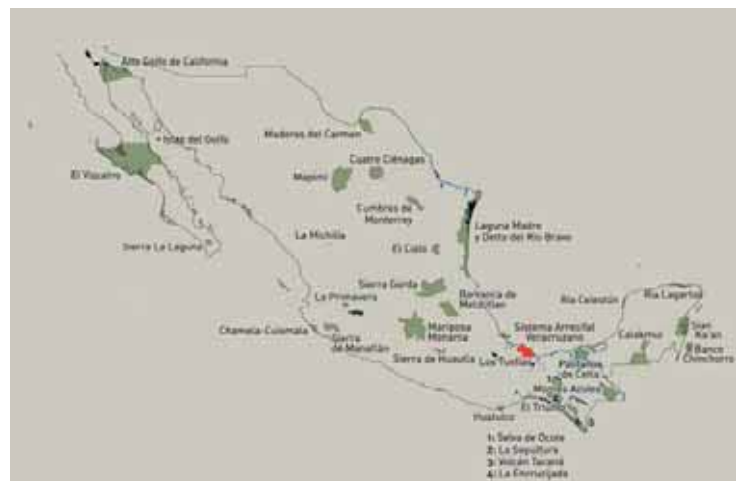 Alto Golfo de California
Islas del Golfo
Maderas del Carmen
Cuatro Ciénagas
El Vizcaíno
Mapimí
Cumbres de
Monterrey
Laguna Madre
y Delta del Río Bravo
La Michilía
El Cielo
Sierra La Laguna
Sierra Gorda
La Primavera
Barranca de
Metztitlán
Ría Celestún
Ría Lagartos
Chamela-Cuixmala
Sierra
de Manatlán
Mariposa
Monarca
Sistema Arrecifal
Veracruzano
Calakmul
Sian
Ka'an
Banco
Chinchorro
Sierra de Huautla
Los Tuxtlas
Pantanos
de Centla
Montes Azules
El Triunfo
Huatulco
1: Selva de Ocote
2: La Sepultura
3: Volcán Tacaná
4: La Encrucijada